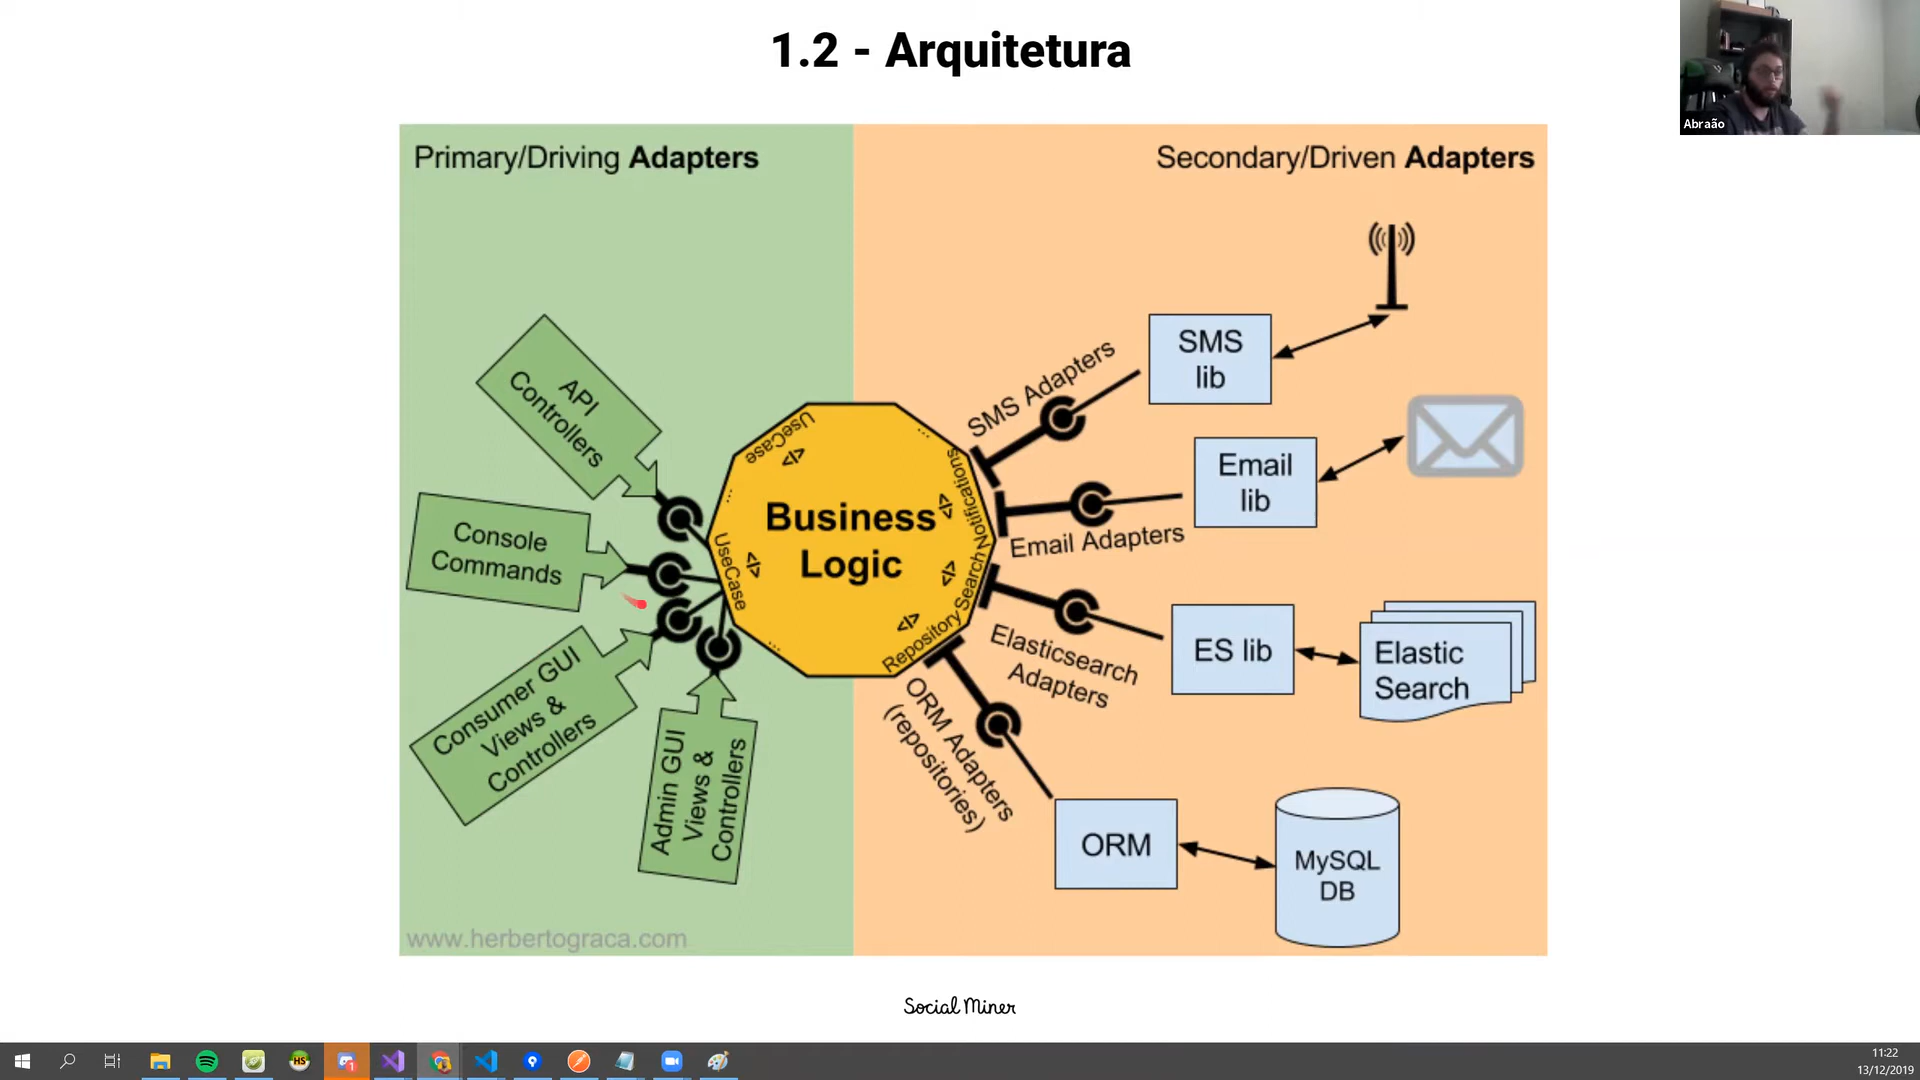 1.2 - Arquitetura
Abraão
Primary/Driving Adapters
Secondary/Driven Adapters
API
Controllers
Console
Commands
Consumer GUI
Views &
Controllers
Admin GUI
Views &
Controllers
UseCase
...
UseCase
...
...
Business
Logic
</>
</>
</>
</>
</>
Notifications
Search
Repository
SMS Adapters
Email Adapters
Elasticsearch
Adapters
ORM Adapters
(repositories)
SMS
lib
Email
lib
ES lib
Elastic
Search
ORM
MySQL
DB
www.herbertograca.com
Social Miner
HS
11:22
13/12/2019